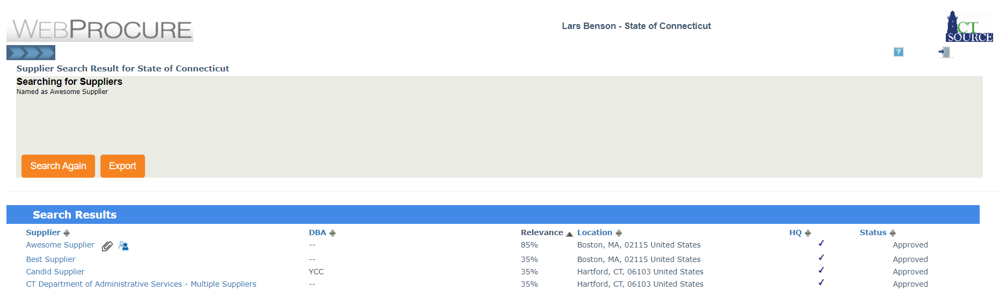 WEBPROCURE
Lars Benson - State of Connecticut
CT
SOURCE
?
Supplier Search Result for State of Connecticut
Searching for Suppliers
Named as Awesome Supplier
Search Again Export
Search Results
Supplier DBA Relevance Location HQ Status
Awesome Supplier -- 85% Boston, MA, 02115 United States ✓ Approved
Best Supplier -- 35% Boston, MA, 02115 United States ✓ Approved
Candid Supplier YCC 35% Hartford, CT, 06103 United States ✓ Approved
CT Department of Administrative Services - Multiple Suppliers -- 35% Hartford, CT, 06103 United States ✓ Approved